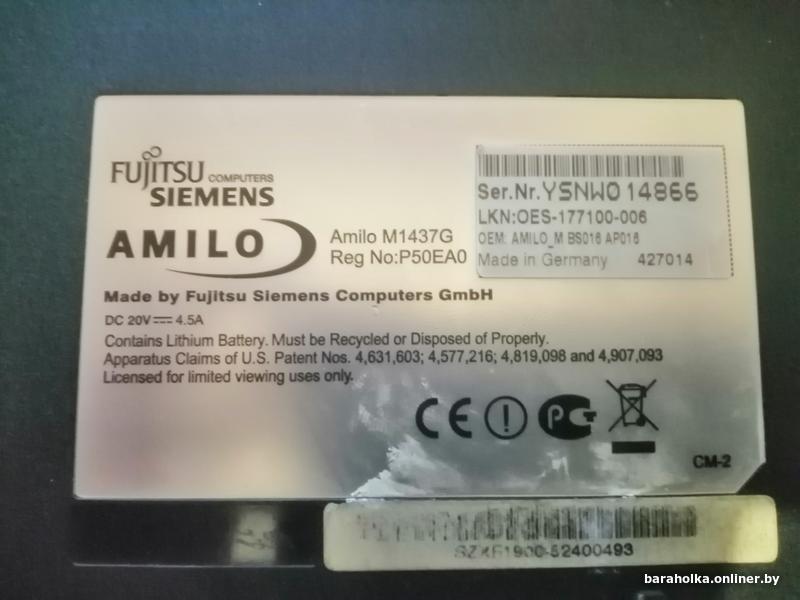 FUJITSU COMPUTERS
SIEMENS
AMILO
Amilo M1437G
Reg No:P50EA0
Ser.Nr.YSNW014866
LKN:OES-177100-006
OEM: AMILO_M BS016 AP016
Made in Germany 427014
Made by Fujitsu Siemens Computers GmbH
DC 20V⎓ 4.5A
Contains Lithium Battery. Must be Recycled or Disposed of Properly.
Apparatus Claims of U.S. Patent Nos. 4,631,603; 4,577,216; 4,819,098 and 4,907,093
Licensed for limited viewing uses only.
CE
CM-2
baraholka.onliner.by